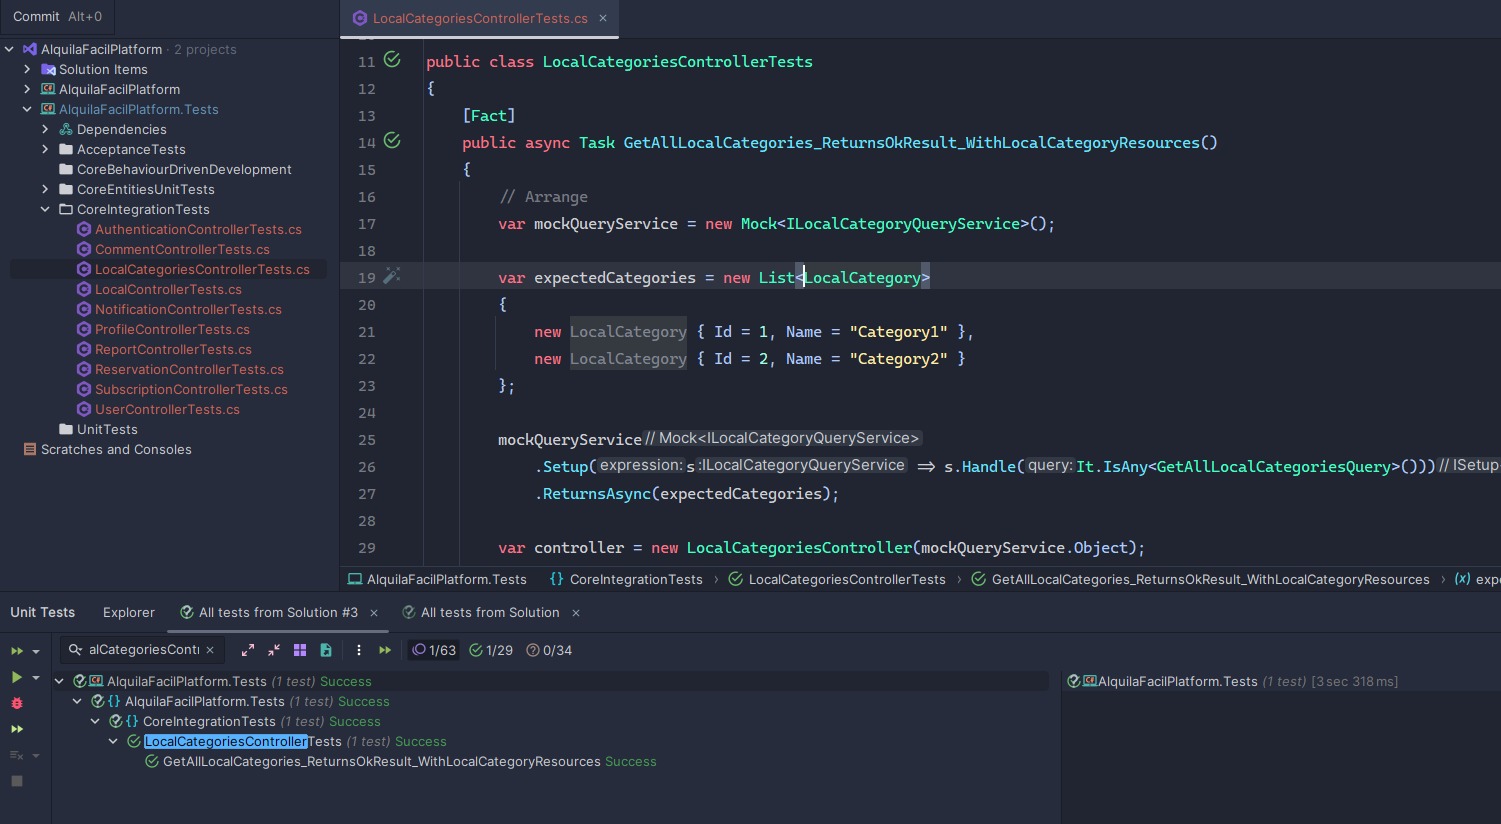 Commit Alt+0
LocalCategoriesControllerTests.cs ×
AlquilaFacilPlatform · 2 projects
Solution Items
AlquilaFacilPlatform
AlquilaFacilPlatform.Tests
Dependencies
AcceptanceTests
CoreBehaviourDrivenDevelopment
CoreEntitiesUnitTests
CoreIntegrationTests
AuthenticationControllerTests.cs
CommentControllerTests.cs
LocalCategoriesControllerTests.cs
LocalControllerTests.cs
NotificationControllerTests.cs
ProfileControllerTests.cs
ReportControllerTests.cs
ReservationControllerTests.cs
SubscriptionControllerTests.cs
UserControllerTests.cs
UnitTests
Scratches and Consoles
11 public class LocalCategoriesControllerTests
12 {
13 [Fact]
14 public async Task GetAllLocalCategories_ReturnsOkResult_WithLocalCategoryResources()
15 {
16 // Arrange
17 var mockQueryService = new Mock<ILocalCategoryQueryService>();
18
19 var expectedCategories = new List<LocalCategory>
20 {
21 new LocalCategory { Id = 1, Name = "Category1" },
22 new LocalCategory { Id = 2, Name = "Category2" }
23 };
24
25 mockQueryService // Mock<ILocalCategoryQueryService>
26 .Setup( expression: s :ILocalCategoryQueryService => s.Handle( query: It.IsAny<GetAllLocalCategoriesQuery>())) // ISetup
27 .ReturnsAsync(expectedCategories);
28
29 var controller = new LocalCategoriesController(mockQueryService.Object);
AlquilaFacilPlatform.Tests {} CoreIntegrationTests › LocalCategoriesControllerTests › GetAllLocalCategories_ReturnsOkResult_WithLocalCategoryResources › (x) expe
Unit Tests Explorer All tests from Solution #3 × All tests from Solution ×
alCategoriesContr × 1/63 1/29 0/34
AlquilaFacilPlatform.Tests (1 test) Success
{} AlquilaFacilPlatform.Tests (1 test) Success
{} CoreIntegrationTests (1 test) Success
LocalCategoriesControllerTests (1 test) Success
GetAllLocalCategories_ReturnsOkResult_WithLocalCategoryResources Success
AlquilaFacilPlatform.Tests (1 test) [3 sec 318 ms]